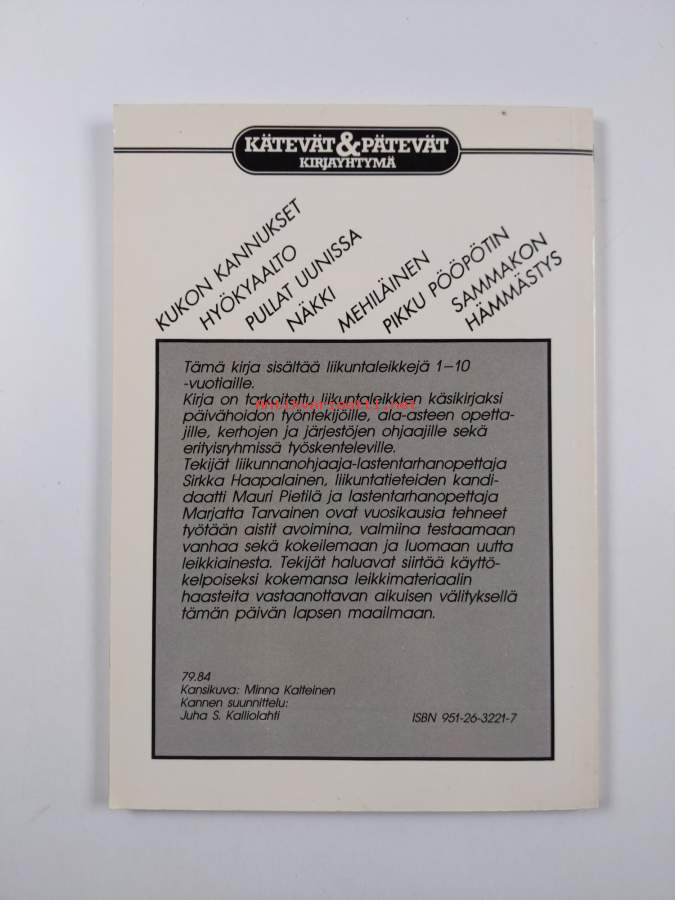 KÄTEVÄT & PÄTEVÄT
KIRJAYHTYMÄ
KUKON KANNUKSET
HYÖKYAALTO
PULLAT UUNISSA
NÄKKI
MEHILÄINEN
PIKKU PÖÖPÖTIN
SAMMAKON
HÄMMÄSTYS
Tämä kirja sisältää liikuntaleikkejä 1–10
-vuotiaille.
Kirja on tarkoitettu liikuntaleikkien käsikirjaksi
päivähoidon työntekijöille, ala-asteen opetta-
jille, kerhojen ja järjestöjen ohjaajille sekä
erityisryhmissä työskenteleville.
Tekijät liikunnanohjaaja-lastentarhanopettaja
Sirkka Haapalainen, liikuntatieteiden kandi-
daatti Mauri Pietilä ja lastentarhanopettaja
Marjatta Tarvainen ovat vuosikausia tehneet
työtään aistit avoimina, valmiina testaamaan
vanhaa sekä kokeilemaan ja luomaan uutta
leikkiainesta. Tekijät haluavat siirtää käyttö-
kelpoiseksi kokemansa leikkimateriaalin
haasteita vastaanottavan aikuisen välityksellä
tämän päivän lapsen maailmaan.
79.84
Kansikuva: Minna Kalteinen
Kannen suunnittelu:
Juha S. Kalliolahti
ISBN 951-26-3221-7